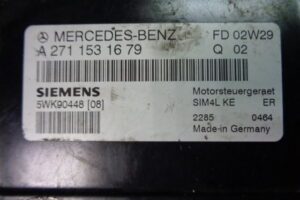 MERCEDES-BENZ FD 02W29
A 271 153 16 79 Q 02
SIEMENS Motorsteuergeraet
5WK90448 [08] SIM4L KE ER
2285 0464
Made in Germany